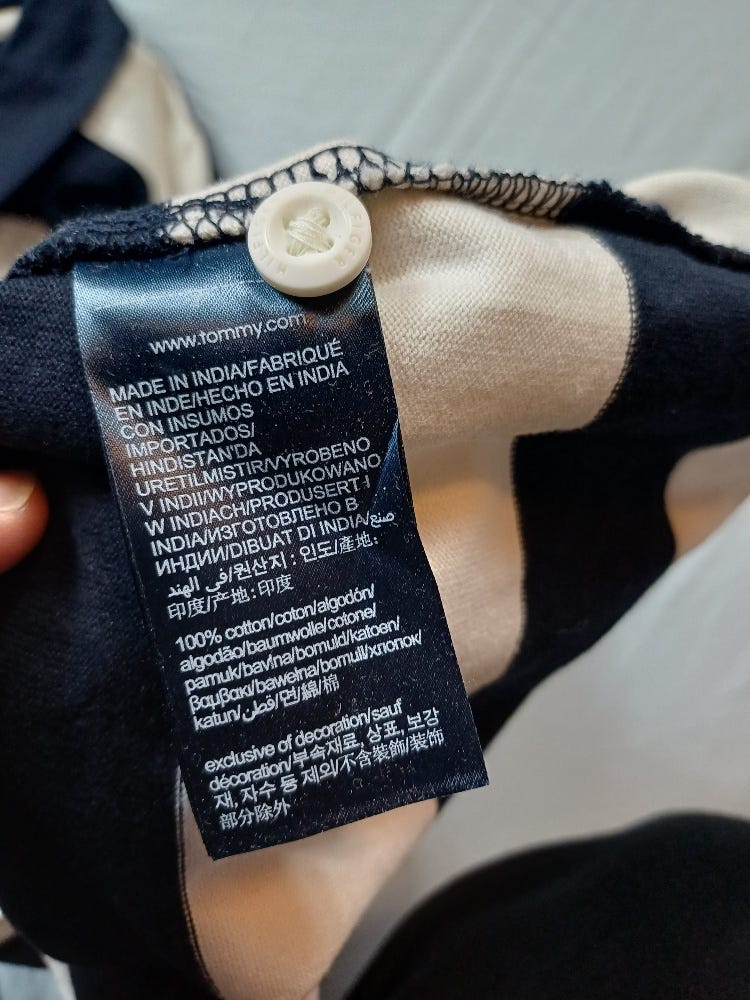 HILFIGER
www.tommy.com
MADE IN INDIA/FABRIQUÉ
EN INDE/HECHO EN INDIA
CON INSUMOS
IMPORTADOS/
HINDISTAN'DA
URETILMISTIR/VYROBENO
V INDII/WYPRODUKOWANO
W INDIACH/PRODUSERT I
INDIA/ИЗГОТОВЛЕНО В
ИНДИИ/DIBUAT DI INDIA/صنع
في الهند/원산지 : 인도/產地:
印度/产地: 印度
100% cotton/coton/algodón/
algodão/baumwolle/cotone/
pamuk/bavlna/bomuld/katoen/
βαμβακι/bawełna/bomull/хлопок/
katun/قطن/면/綿/棉
exclusive of decoration/sauf
décoration/부속재료, 상표, 보강
재, 자수 등 제외/不含裝飾/装饰
部分除外